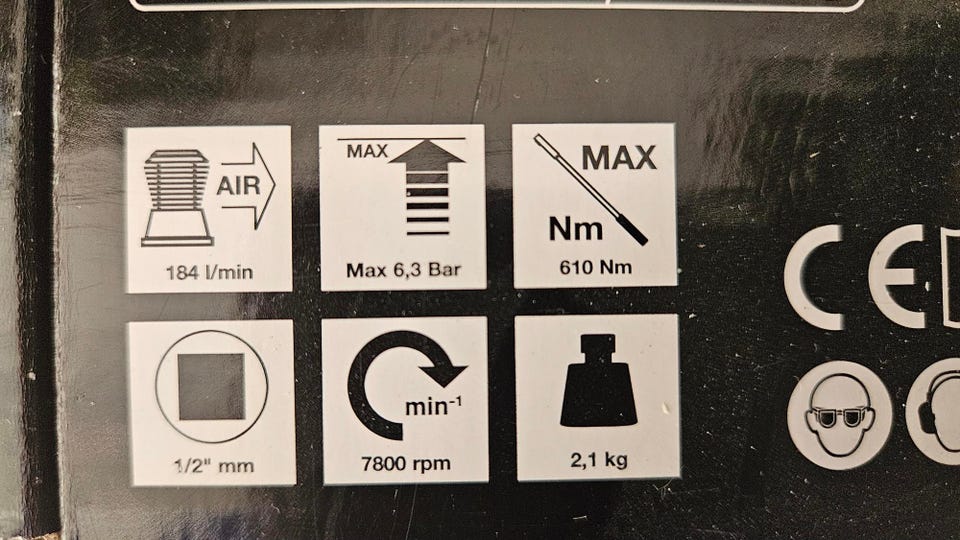 AIR
184 l/min
MAX
Max 6,3 Bar
MAX
Nm
610 Nm
1/2" mm
min-1
7800 rpm
2,1 kg
CE